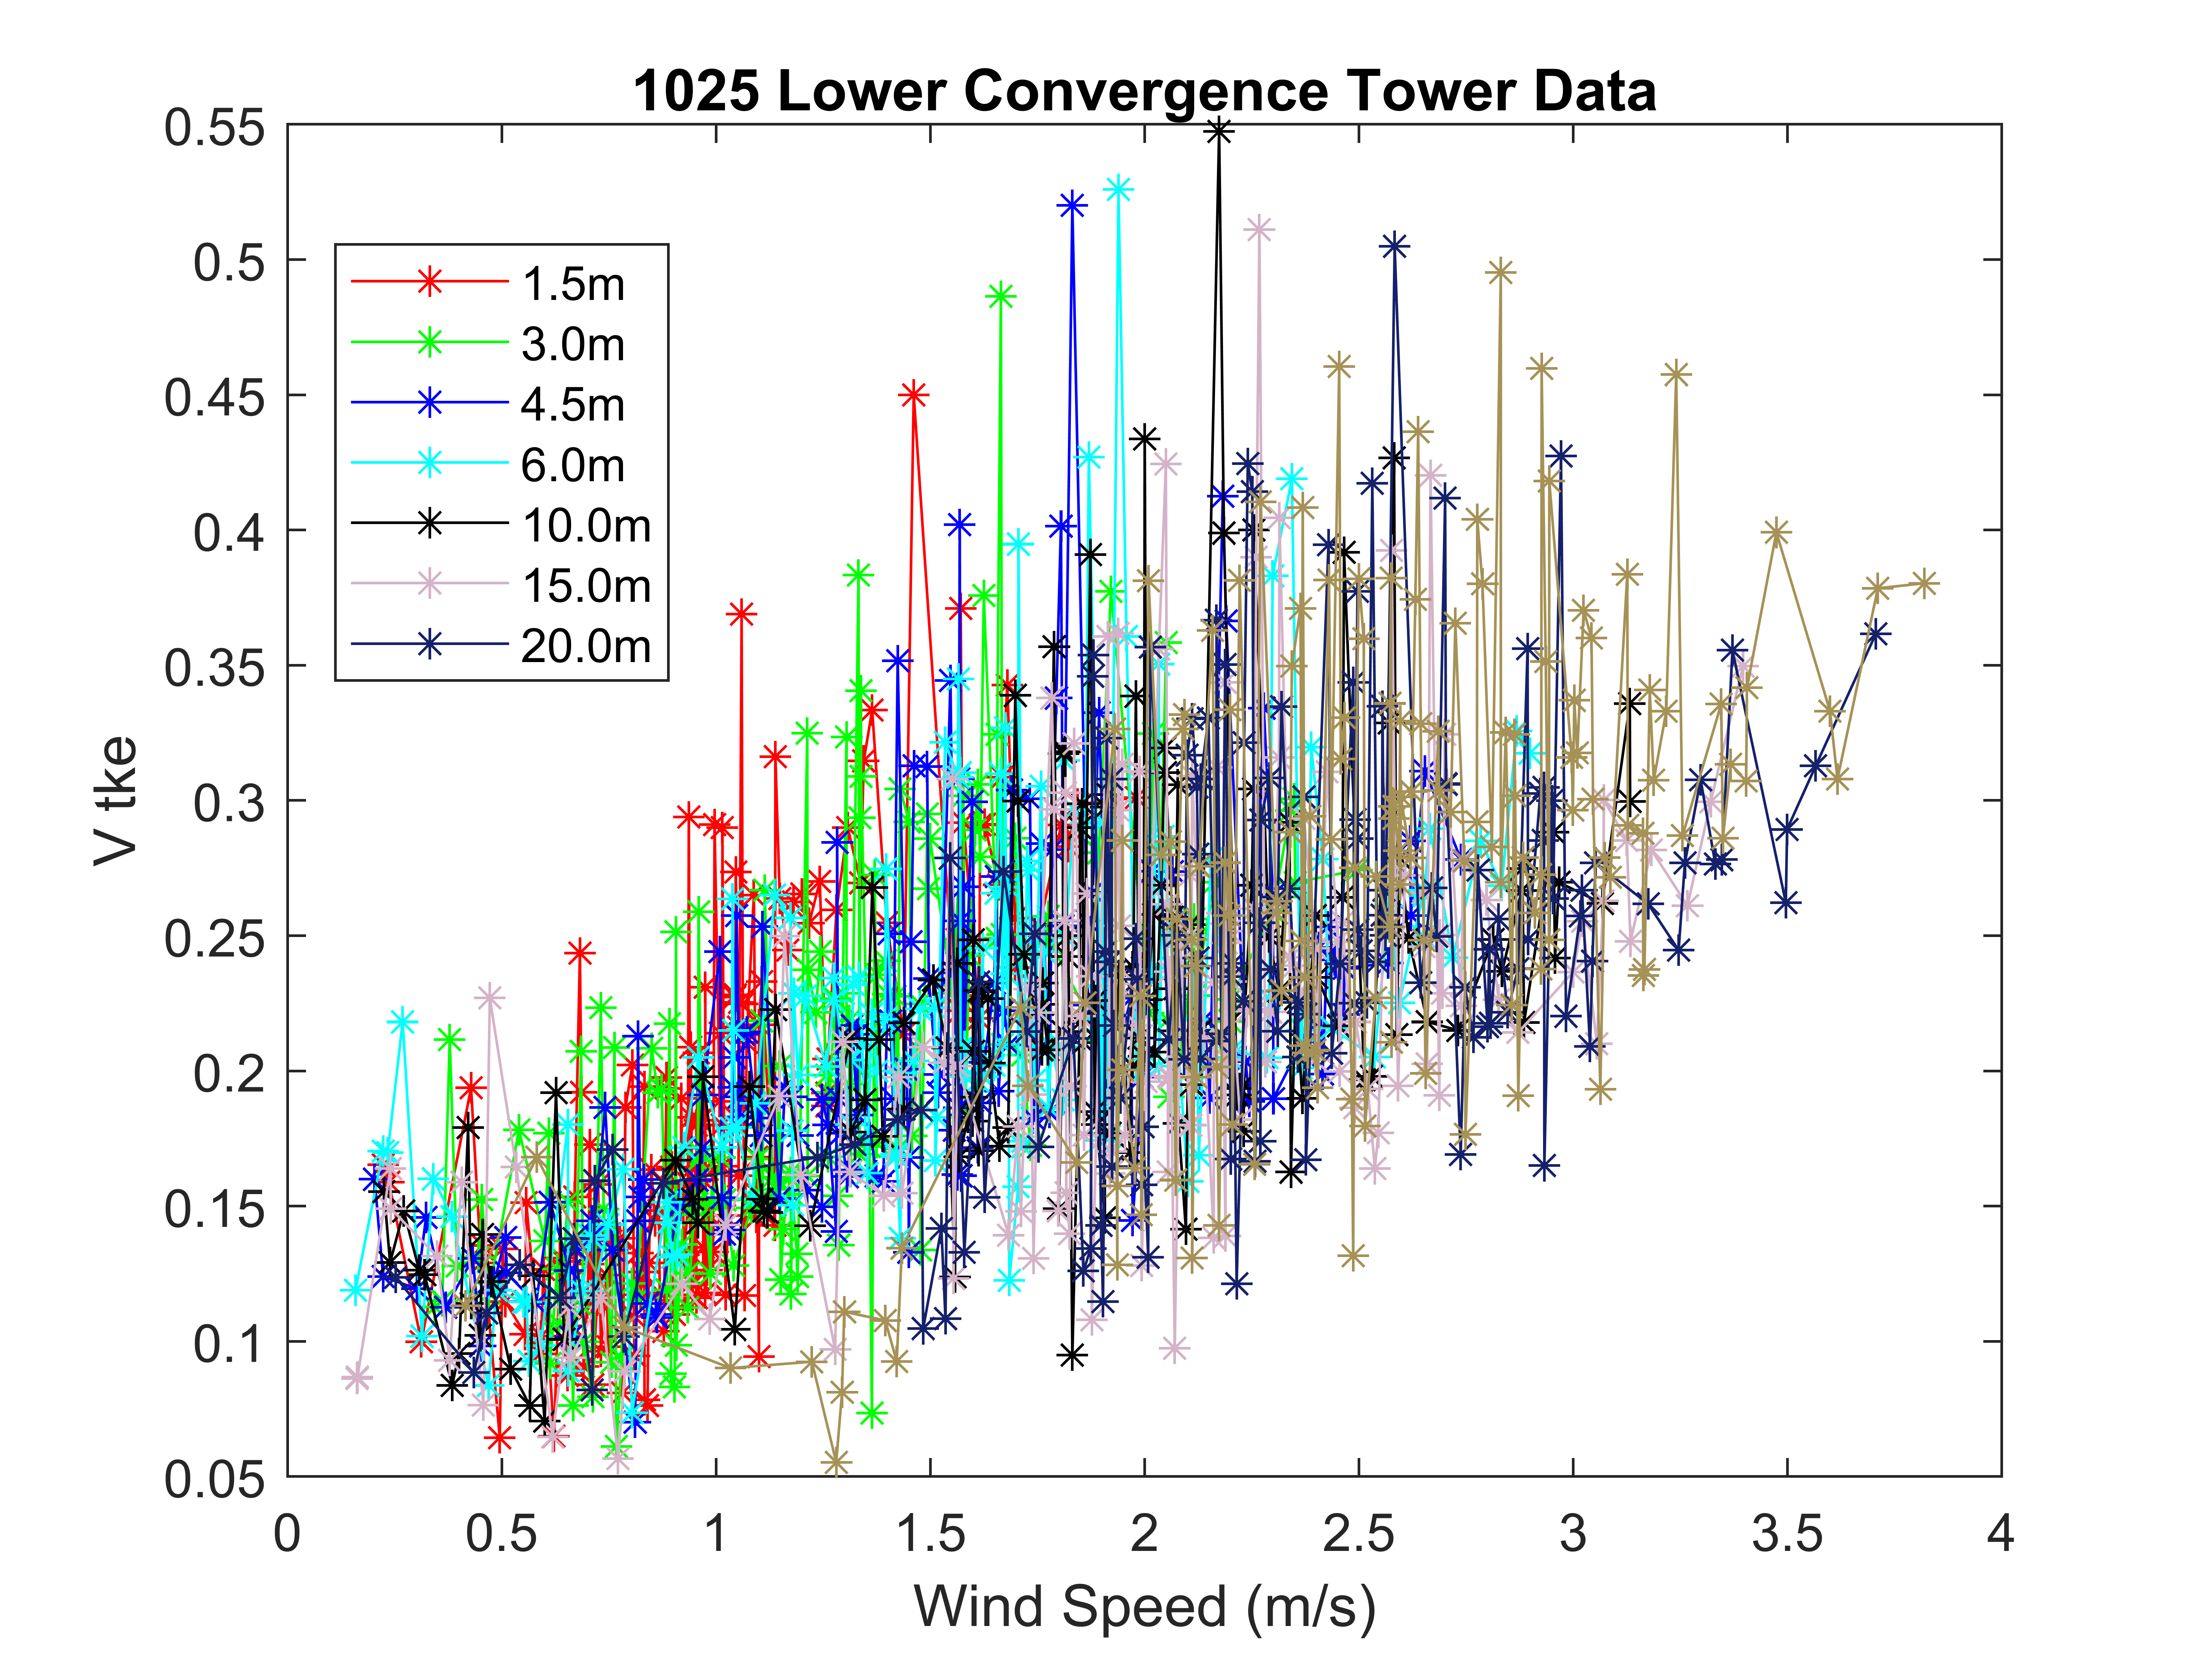 1025 Lower Convergence Tower Data
0.55
0.5
0.45
0.4
0.35
0.3
0.25
0.2
0.15
0.1
0.05
V tke
1.5m
3.0m
4.5m
6.0m
10.0m
15.0m
20.0m
0 0.5 1 1.5 2 2.5 3 3.5 4
Wind Speed (m/s)